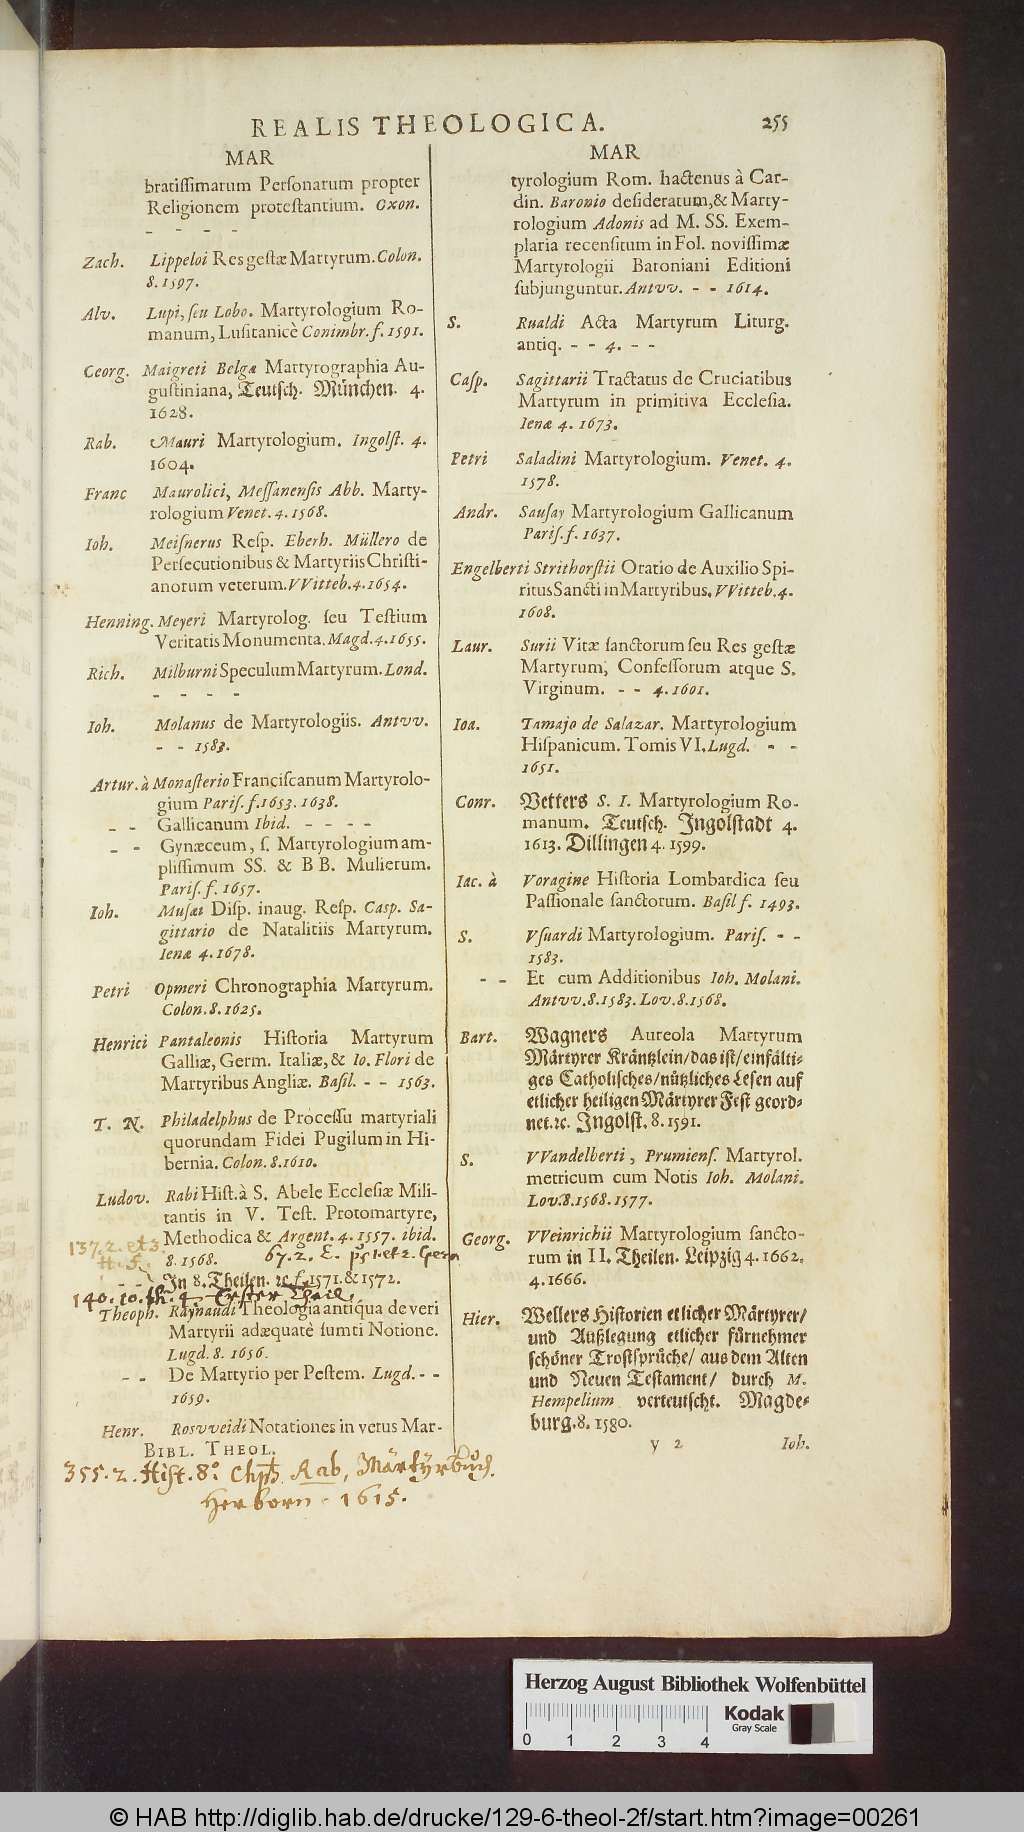 REALIS THEOLOGICA. 255
MAR
bratissimarum Personarum propter
Religionem protestantium. Oxon.
- - - -
Zach. Lippeloi Res gestæ Martyrum. Colon.
8. 1597.
Alv. Lupi, seu Lobo. Martyrologium Ro-
manum, Lusitanicè Conimbr. f. 1591.
Georg. Maigreti Belgæ Martyrographia Au-
gustiniana, Teutsch. München. 4.
1628.
Rab. Mauri Martyrologium. Ingolst. 4.
1604.
Franc Maurolici, Messanensis Abb. Marty-
rologium Venet. 4. 1568.
Ioh. Meisnerus Resp. Eberh. Müllero de
Persecutionibus & Martyriis Christi-
anorum veterum. VVitteb. 4. 1654.
Henning. Meyeri Martyrolog. seu Testium
Veritatis Monumenta. Magd. 4. 1655.
Rich. Milburni Speculum Martyrum. Lond.
- - - -
Ioh. Molanus de Martyrologiis. Antvv.
- - 1583.
Artur. à Monasterio Franciscanum Martyrolo-
gium Paris. f. 1653. 1638.
- - Gallicanum Ibid. - - - -
- - Gynæceum, s. Martyrologium am-
plissimum SS. & BB. Mulierum.
Paris. f. 1657.
Ioh. Musæi Disp. inaug. Resp. Casp. Sa-
gittario de Natalitiis Martyrum.
Ienæ 4. 1678.
Petri Opmeri Chronographia Martyrum.
Colon. 8. 1625.
Henrici Pantaleonis Historia Martyrum
Galliæ, Germ. Italiæ, & Io. Flori de
Martyribus Angliæ. Basil. - - 1563.
T. N. Philadelphus de Processu martyriali
quorundam Fidei Pugilum in Hi-
bernia. Colon. 8. 1610.
Ludov. Rabi Hist. à S. Abele Ecclesiæ Mili-
tantis in V. Test. Protomartyre,
Methodica & Argent. 4. 1557. ibid.
137. 2. et 3.
8. 1568.
- - In 8. Theilen. ꝛc. f. 1571. & 1572.
140. 10. th. 4. Erster Theil.
Theoph. Raynaudi Theologia antiqua de veri
Martyrii adæquatè sumti Notione.
Lugd. 8. 1656.
- - De Martyrio per Pestem. Lugd. - -
1659.
Henr. Rosvveidi Notationes in vetus Mar-
BIBL. THEOL.
355. 2. Hist. 8º Rab, Märtyrbuch.
Herborn. 1615.
MAR
tyrologium Rom. hactenus à Car-
din. Baronio desideratum, & Marty-
rologium Adonis ad M. SS. Exem-
plaria recensitum in Fol. novissimæ
Martyrologii Baroniani Editioni
subjunguntur. Antvv. - - 1614.
S. Rualdi Acta Martyrum Liturg.
antiq. - - 4. - -
Casp. Sagittarii Tractatus de Cruciatibus
Martyrum in primitiva Ecclesia.
Ienæ 4. 1673.
Petri Saladini Martyrologium. Venet. 4.
1578.
Andr. Sausay Martyrologium Gallicanum
Paris. f. 1637.
Engelberti Strithorstii Oratio de Auxilio Spi-
ritus Sancti in Martyribus. VVitteb. 4.
1608.
Laur. Surii Vitæ sanctorum seu Res gestæ
Martyrum, Confessorum atque S.
Virginum. - - 4. 1601.
Ioa. Tamajo de Salazar. Martyrologium
Hispanicum. Tomis VI. Lugd. - -
1651.
Conr. Vetters S. I. Martyrologium Ro-
manum. Teutsch. Ingolstadt 4.
1613. Dillingen 4. 1599.
Iac. à Voragine Historia Lombardica seu
Passionale sanctorum. Basil f. 1493.
S. Vsuardi Martyrologium. Paris. - -
1583.
- - Et cum Additionibus Ioh. Molani.
Antvv. 8. 1583. Lov. 8. 1568.
Bart. Wagners Aureola Martyrum
Märtyrer Kräntzlein/ das ist/ einfälti-
ges Catholisches/ nützliches Lesen auf
etlicher heiligen Märtyrer Fest geord-
net. ꝛc. Ingolst. 8. 1591.
S. VVandelberti, Prumiens. Martyrol.
metricum cum Notis Ioh. Molani.
Lov. 8. 1568. 1577.
Georg. VVeinrichii Martyrologium sancto-
rum in II. Theilen. Leipzig 4. 1662.
4. 1666.
Hier. Wellers Historien etlicher Märtyrer/
und Außlegung etlicher fürnehmer
schöner Trostsprüche/ aus dem Alten
und Neuen Testament/ durch M.
Hempelium verteutscht. Magde-
burg. 8. 1580.
y 2 Ioh.
Herzog August Bibliothek Wolfenbüttel
0 1 2 3 4
Kodak
Gray Scale
© HAB http://diglib.hab.de/drucke/129-6-theol-2f/start.htm?image=00261